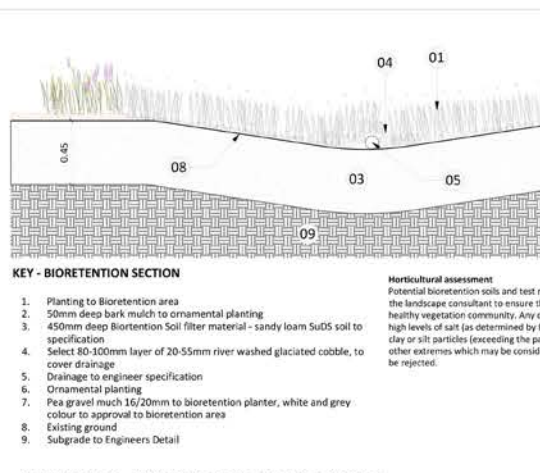 04
01
0.45
08
03
05
09
KEY - BIORETENTION SECTION
1. Planting to Bioretention area
2. 50mm deep bark mulch to ornamental planting
3. 450mm deep Biortention Soil filter material - sandy loam SuDS soil to
specification
4. Select 80-100mm layer of 20-55mm river washed glaciated cobble, to
cover drainage
5. Drainage to engineer specification
6. Ornamental planting
7. Pea gravel much 16/20mm to bioretention planter, white and grey
colour to approval to bioretention area
8. Existing ground
9. Subgrade to Engineers Detail
Horticultural assessment
Potential bioretention soils and test
the landscape consultant to ensure
healthy vegetation community. Any
high levels of salt (as determined by
clay or silt particles (exceeding the
other extremes which may be
be rejected.